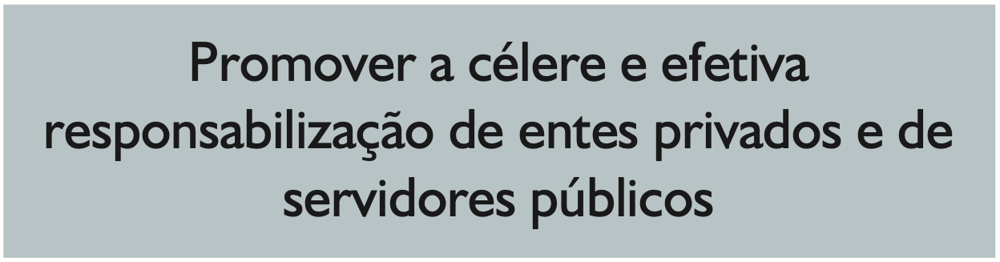 Promover a célere e efetiva
responsabilização de entes privados e de
servidores públicos